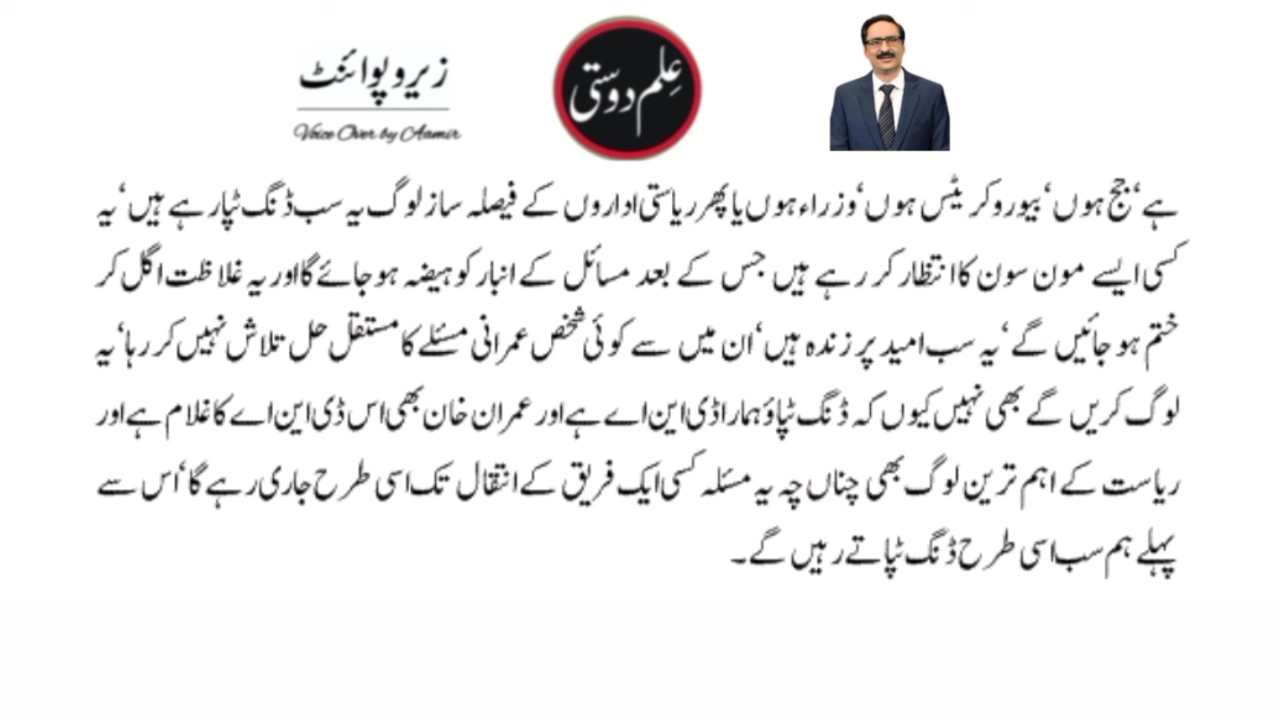 زیرو پوائنٹ
Voice Over by Aamir
علم دوستی
ہے‘ جج ہوں‘ بیوروکریٹس ہوں‘ وزراء ہوں یا پھر ریاستی اداروں کے فیصلہ ساز لوگ یہ سب ڈنگ ٹپا رہے ہیں‘ یہ
کسی ایسے مون سون کا انتظار کر رہے ہیں جس کے بعد مسائل کے انبار کو ہیضہ ہو جائے گا اور یہ غلاظت اگل کر
ختم ہو جائیں گے‘ یہ سب امید پر زندہ ہیں‘ ان میں سے کوئی شخص عمرانی مسئلے کا مستقل حل تلاش نہیں کر رہا‘ یہ
لوگ کریں گے بھی نہیں کیوں کہ ڈنگ ٹپاؤ ہمارا ڈی این اے ہے اور عمران خان بھی اس ڈی این اے کا غلام ہے اور
ریاست کے اہم ترین لوگ بھی چناں چہ یہ مسئلہ کسی ایک فریق کے انتقال تک اسی طرح جاری رہے گا‘ اس سے
پہلے ہم سب اسی طرح ڈنگ ٹپاتے رہیں گے۔